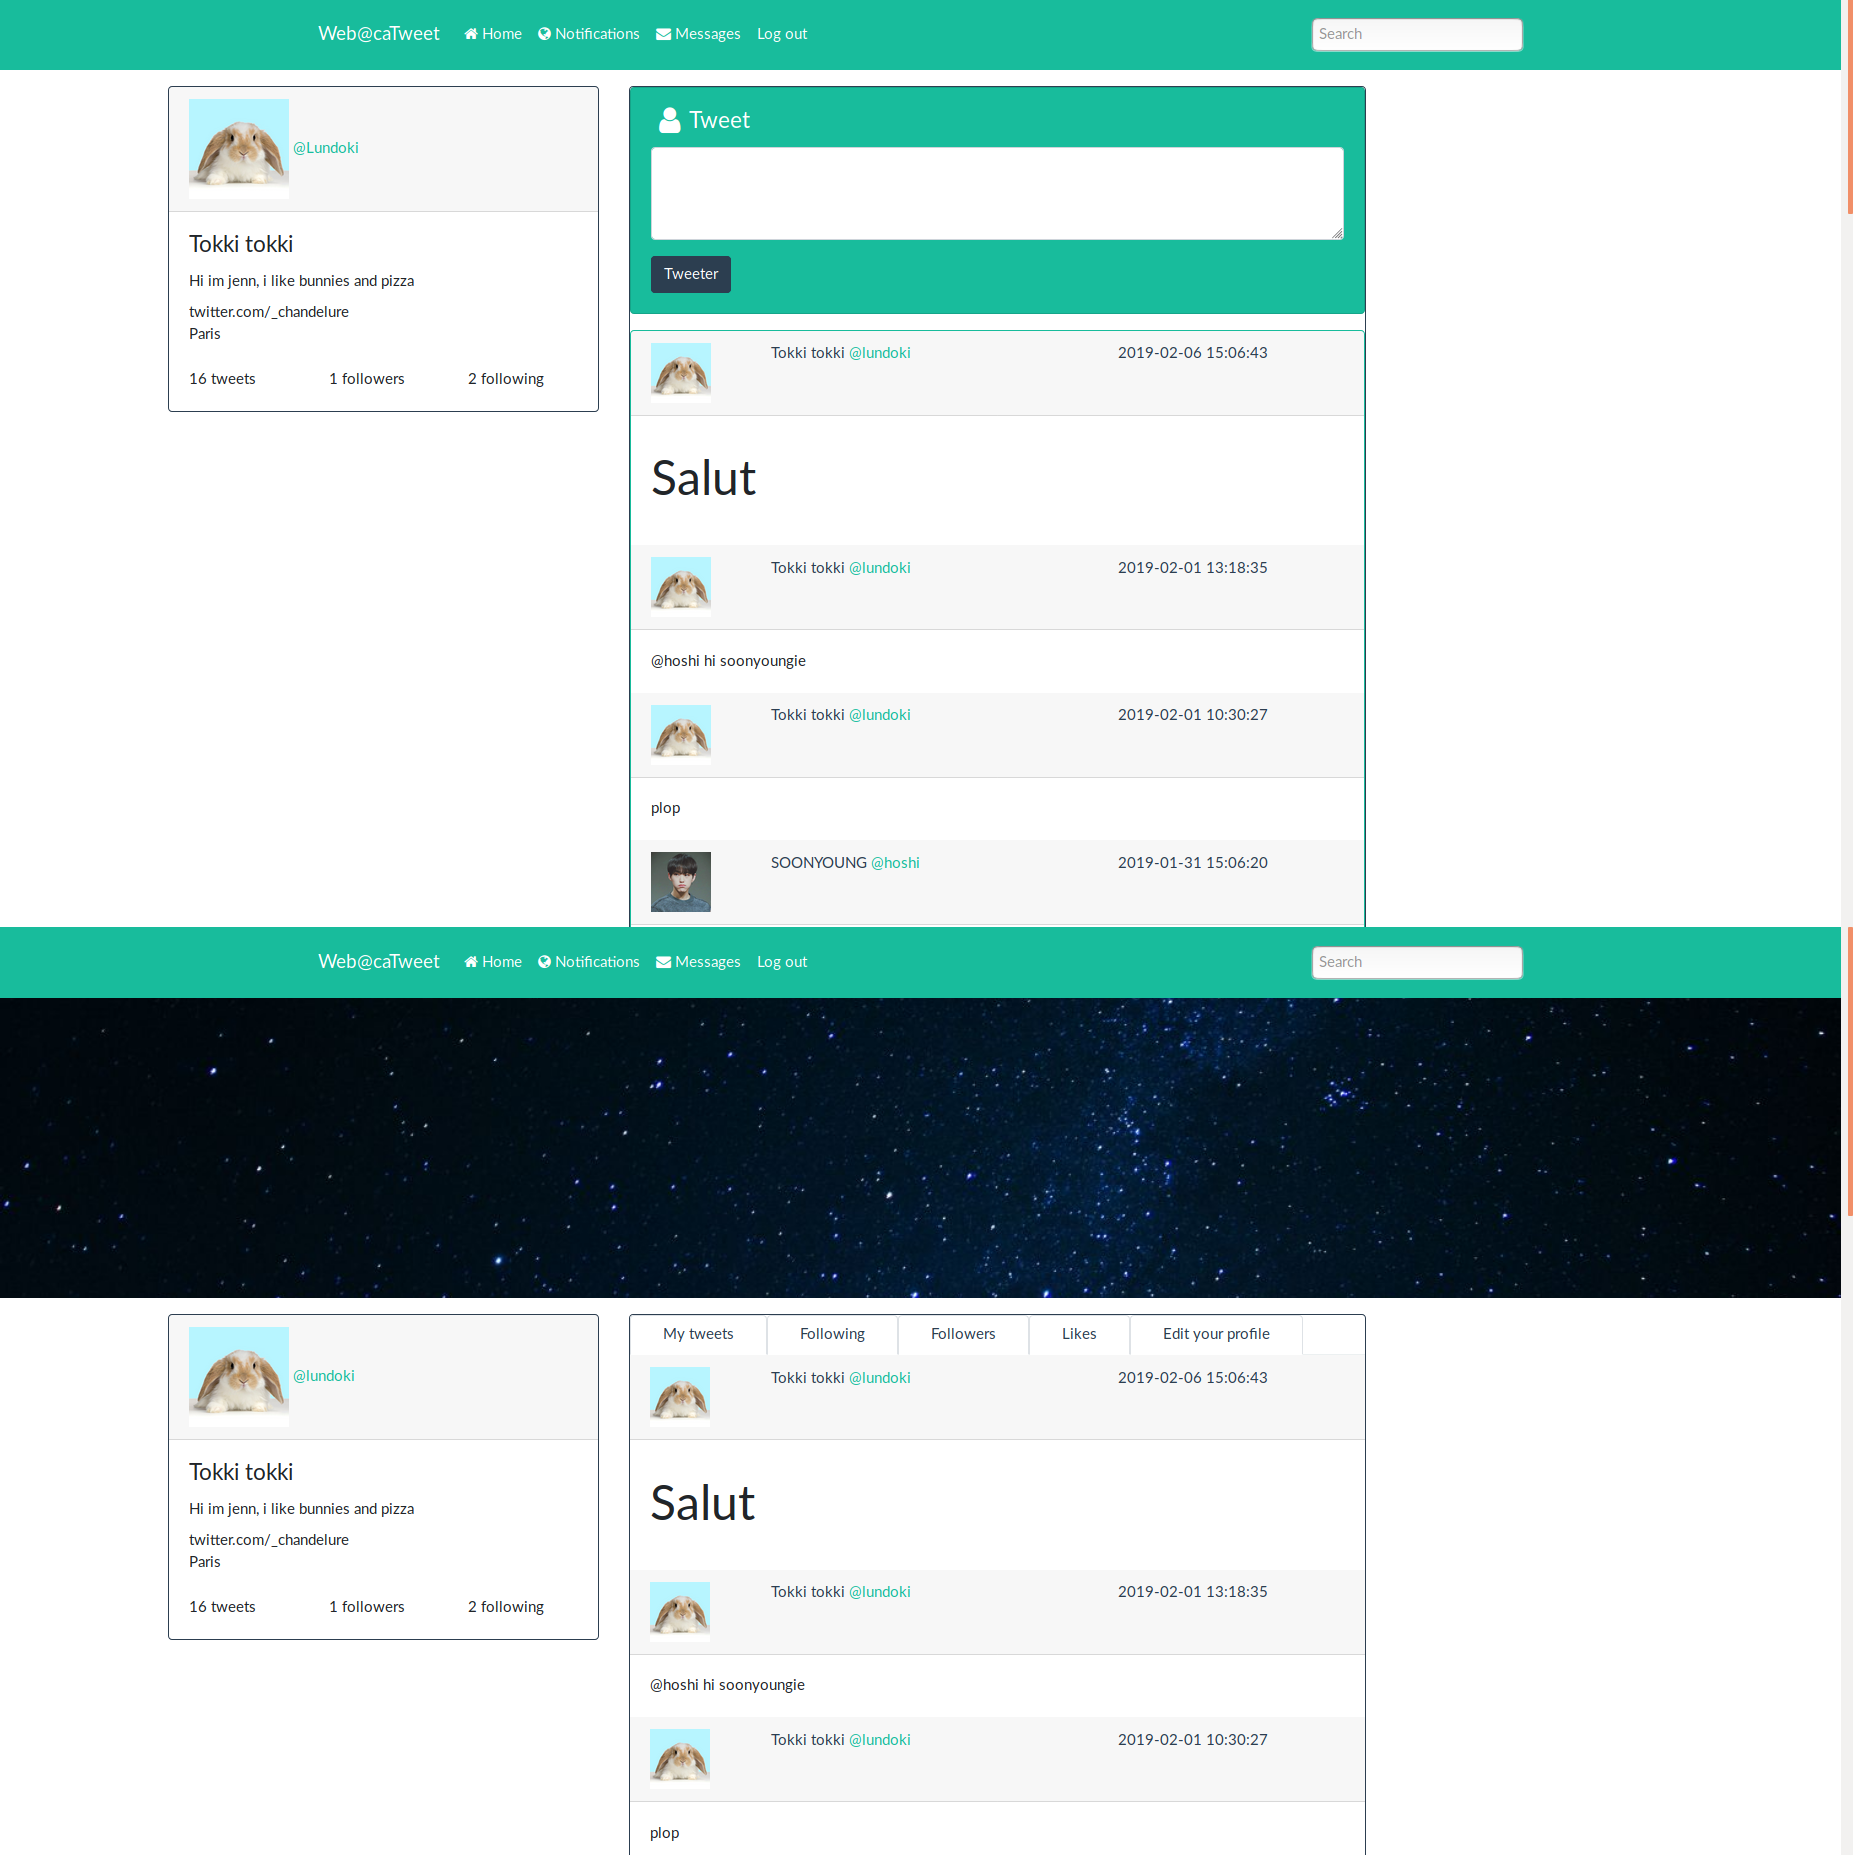 Web@caTweet Home Notifications Messages Log out Search
@Lundoki
Tokki tokki
Hi im jenn, i like bunnies and pizza
twitter.com/_chandelure
Paris
16 tweets 1 followers 2 following
Tweet
Tweeter
Tokki tokki @lundoki 2019-02-06 15:06:43
Salut
Tokki tokki @lundoki 2019-02-01 13:18:35
@hoshi hi soonyoungie
Tokki tokki @lundoki 2019-02-01 10:30:27
plop
SOONYOUNG @hoshi 2019-01-31 15:06:20
Web@caTweet Home Notifications Messages Log out Search
@lundoki
Tokki tokki
Hi im jenn, i like bunnies and pizza
twitter.com/_chandelure
Paris
16 tweets 1 followers 2 following
My tweets Following Followers Likes Edit your profile
Tokki tokki @lundoki 2019-02-06 15:06:43
Salut
Tokki tokki @lundoki 2019-02-01 13:18:35
@hoshi hi soonyoungie
Tokki tokki @lundoki 2019-02-01 10:30:27
plop